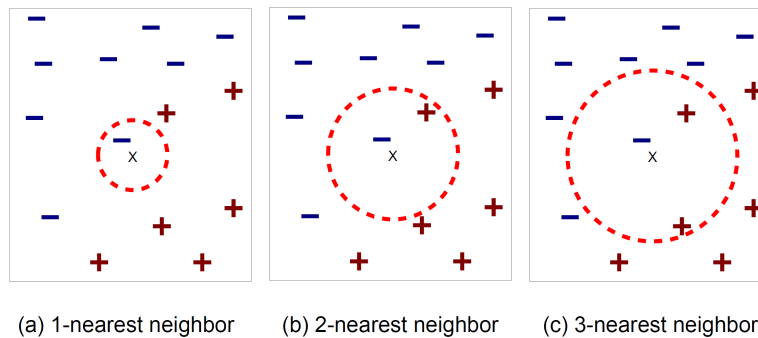 X
X
X
(a) 1-nearest neighbor
(b) 2-nearest neighbor
(c) 3-nearest neighbor